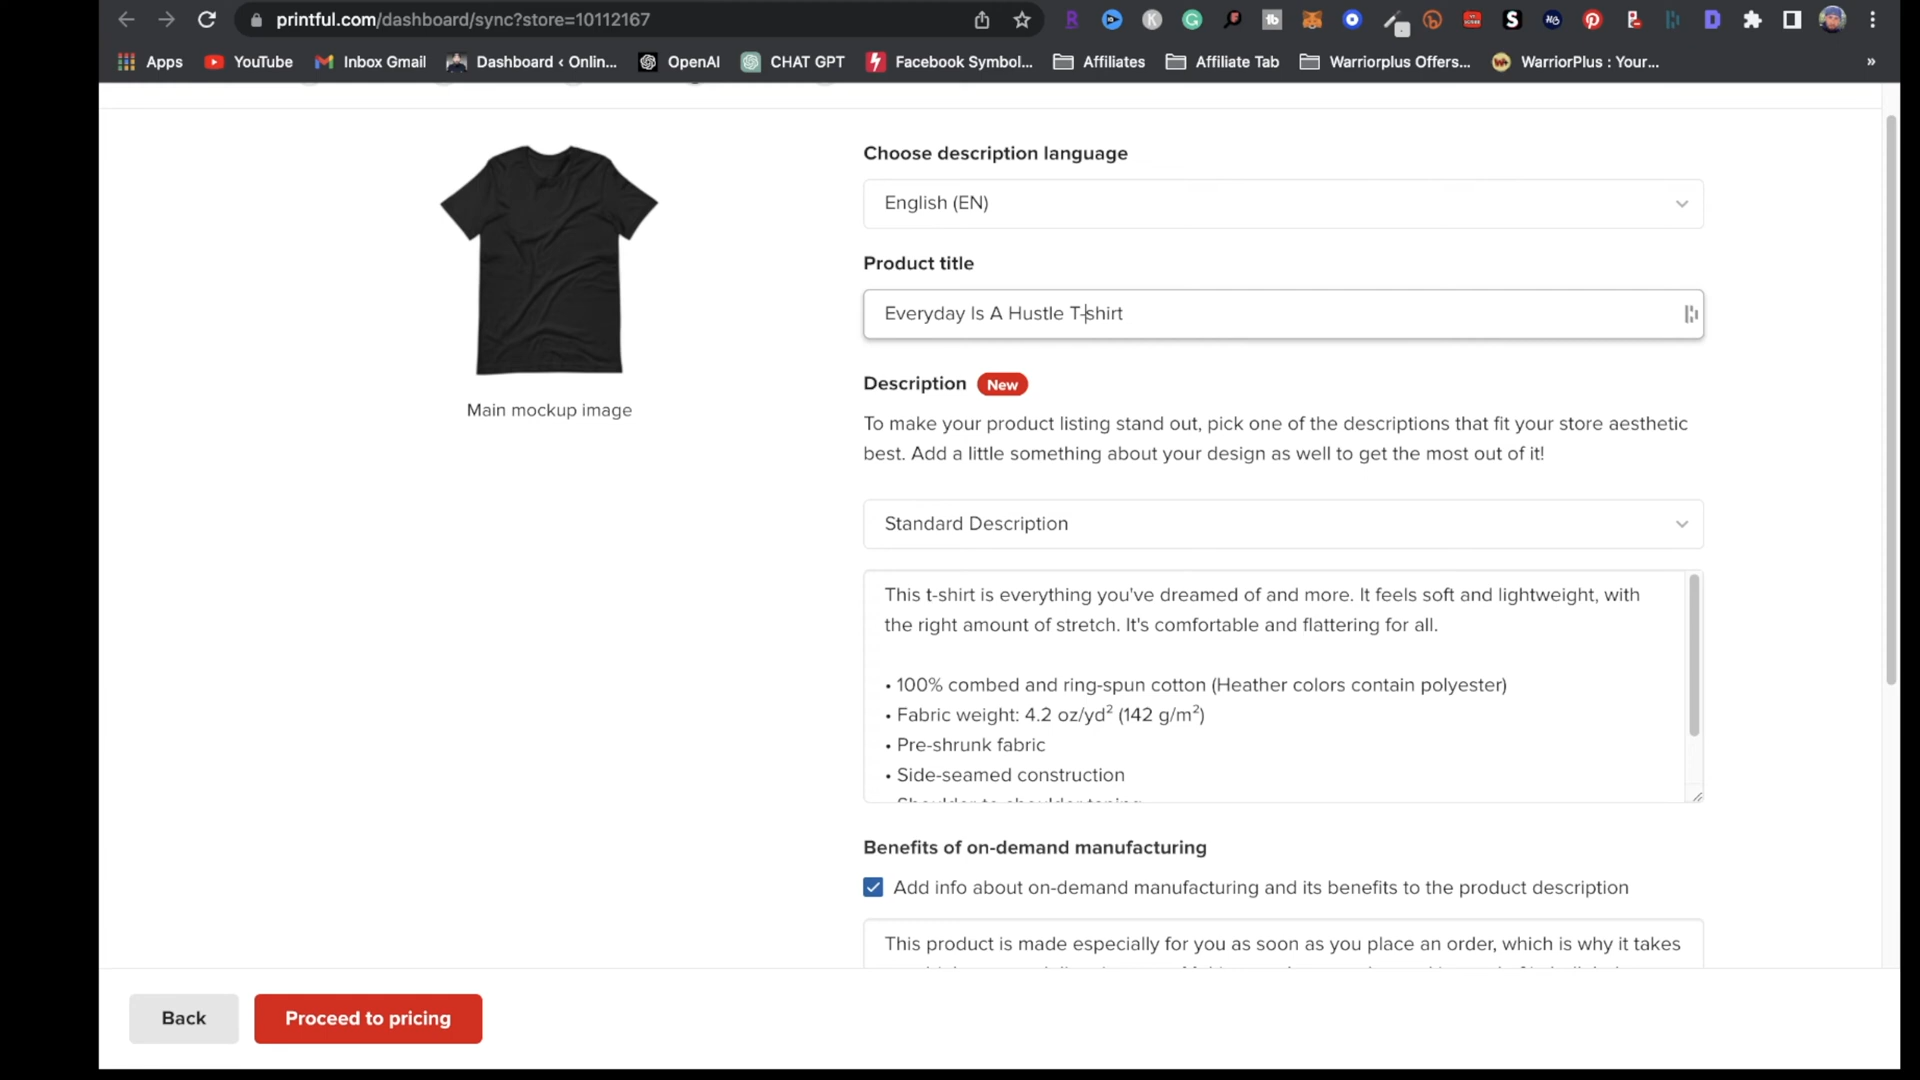 printful.com/dashboard/sync?store=10112167
Apps
YouTube
Inbox Gmail
Dashboard ‹ Onlin...
OpenAI
CHAT GPT
Facebook Symbol...
Affiliates
Affiliate Tab
Warriorplus Offers...
WarriorPlus : Your...
»
Choose description language
English (EN)
Product title
Everyday Is A Hustle T-shirt
Main mockup image
Description New
To make your product listing stand out, pick one of the descriptions that fit your store aesthetic
best. Add a little something about your design as well to get the most out of it!
Standard Description
This t-shirt is everything you've dreamed of and more. It feels soft and lightweight, with
the right amount of stretch. It's comfortable and flattering for all.
• 100% combed and ring-spun cotton (Heather colors contain polyester)
• Fabric weight: 4.2 oz/yd² (142 g/m²)
• Pre-shrunk fabric
• Side-seamed construction
Benefits of on-demand manufacturing
Add info about on-demand manufacturing and its benefits to the product description
This product is made especially for you as soon as you place an order, which is why it takes
Back
Proceed to pricing